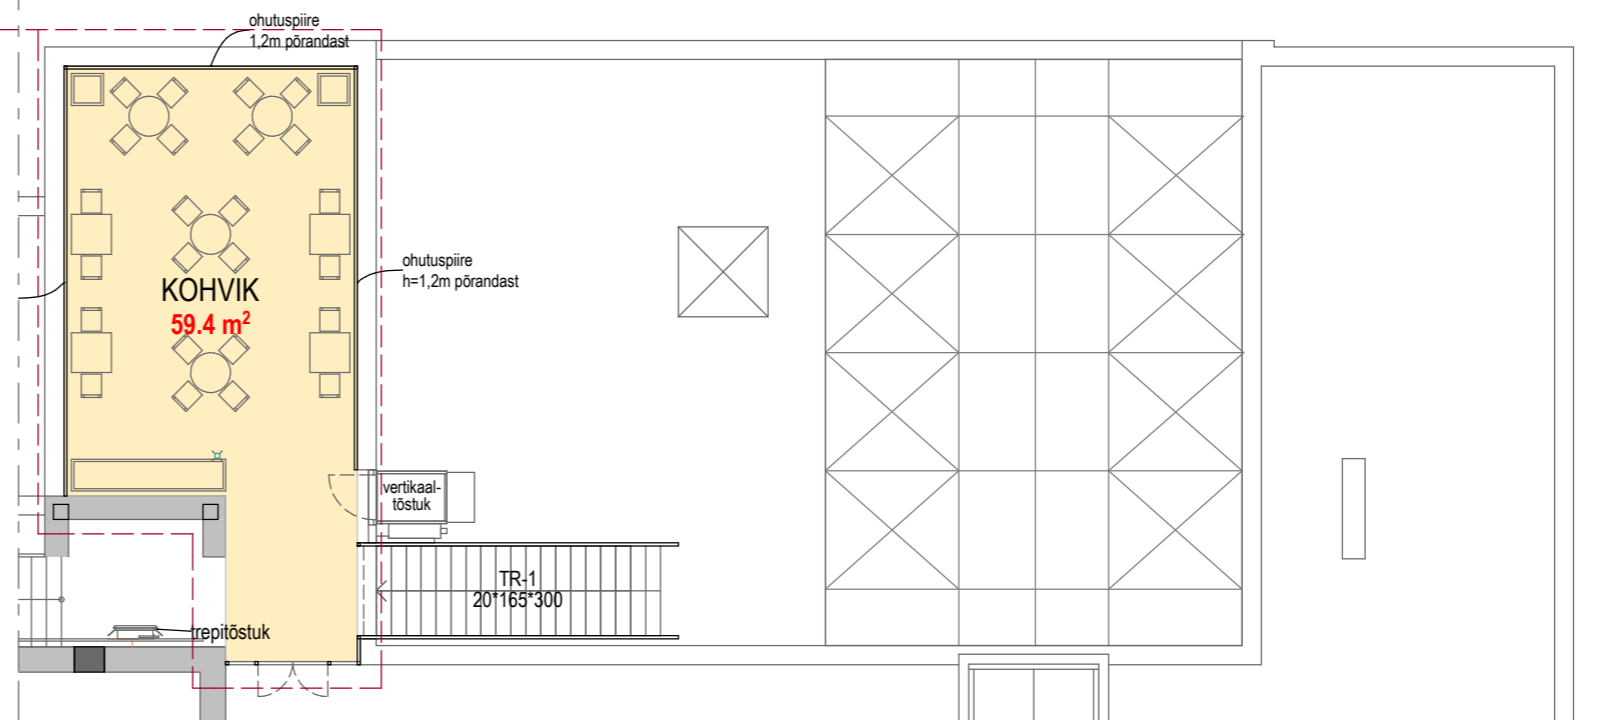 ohutuspiire
1,2m põrandast
ohutuspiire
h=1,2m põrandast
KOHVIK
59.4 m²
vertikaal-
tõstuk
TR-1
20*165*300
trepitõstuk